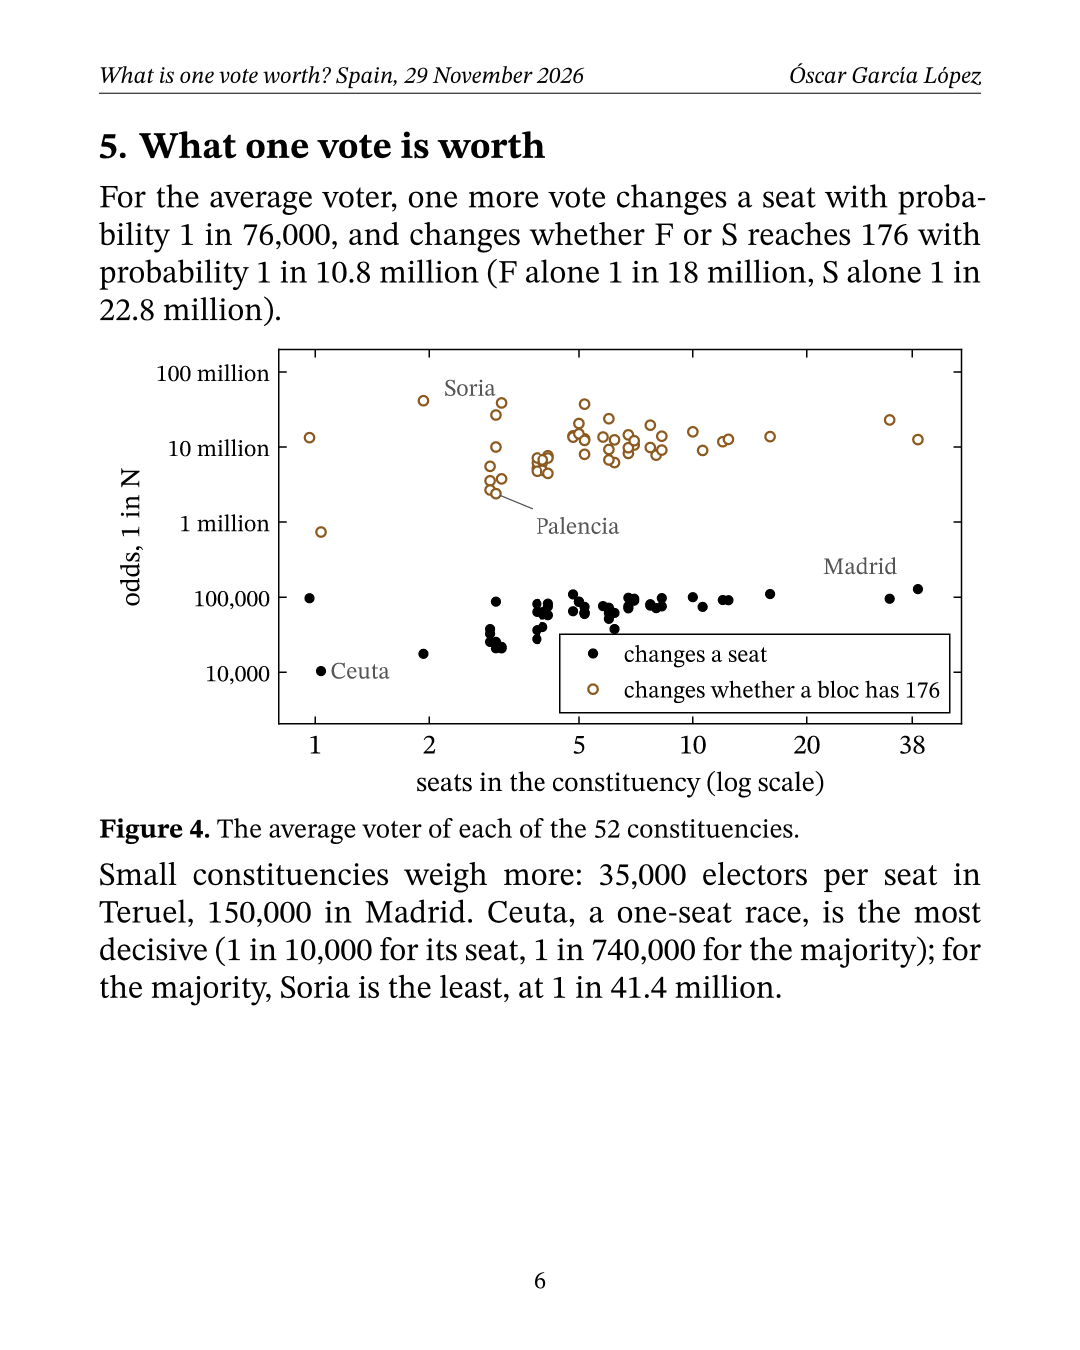 What is one vote worth? Spain, 29 November 2026
Óscar García López
5. What one vote is worth
For the average voter, one more vote changes a seat with proba-
bility 1 in 76,000, and changes whether F or S reaches 176 with
probability 1 in 10.8 million (F alone 1 in 18 million, S alone 1 in
22.8 million).
100 million
10 million
1 million
100,000
10,000
odds, 1 in N
Soria
Palencia
Madrid
Ceuta
changes a seat
changes whether a bloc has 176
1 2 5 10 20 38
seats in the constituency (log scale)
Figure 4. The average voter of each of the 52 constituencies.
Small constituencies weigh more: 35,000 electors per seat in
Teruel, 150,000 in Madrid. Ceuta, a one-seat race, is the most
decisive (1 in 10,000 for its seat, 1 in 740,000 for the majority); for
the majority, Soria is the least, at 1 in 41.4 million.
6